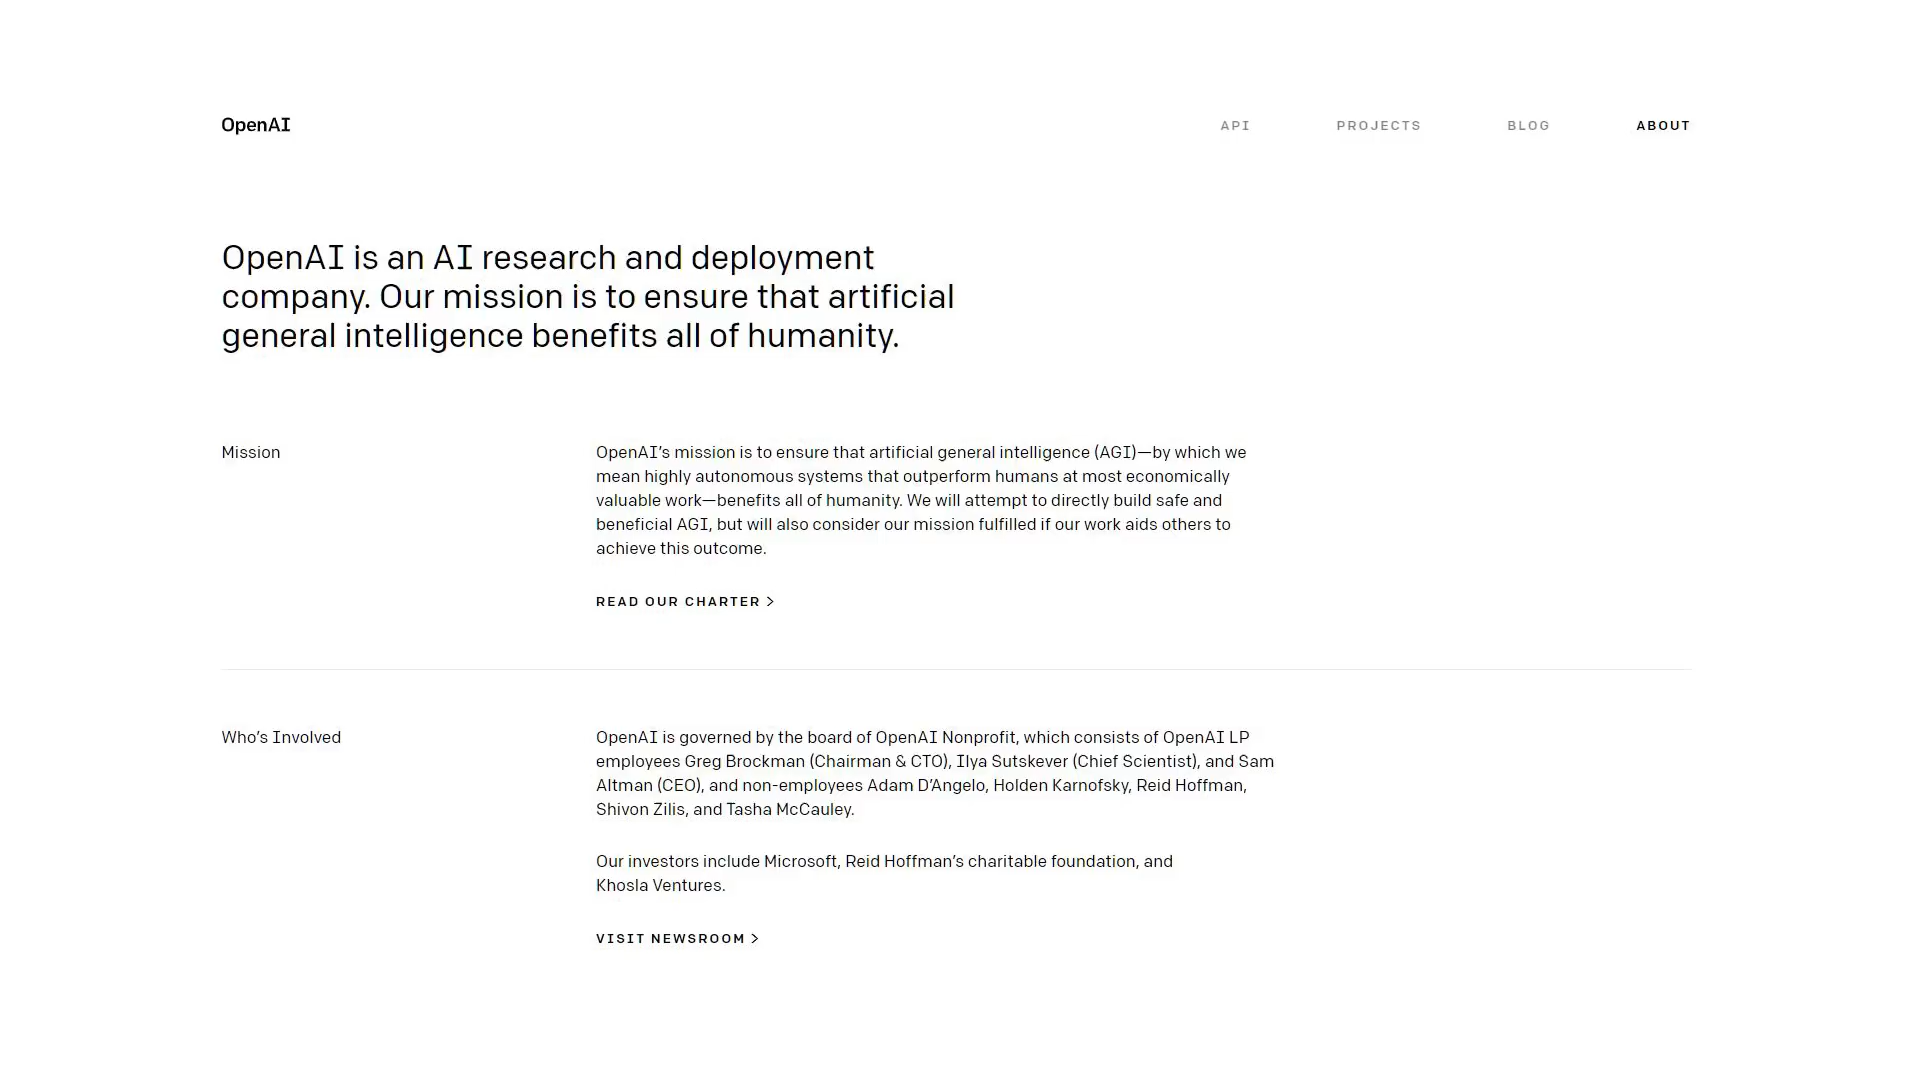 OpenAI
API
PROJECTS
BLOG
ABOUT
OpenAI is an AI research and deployment
company. Our mission is to ensure that artificial
general intelligence benefits all of humanity.
Mission
OpenAI’s mission is to ensure that artificial general intelligence (AGI)—by which we
mean highly autonomous systems that outperform humans at most economically
valuable work—benefits all of humanity. We will attempt to directly build safe and
beneficial AGI, but will also consider our mission fulfilled if our work aids others to
achieve this outcome.
READ OUR CHARTER >
Who’s Involved
OpenAI is governed by the board of OpenAI Nonprofit, which consists of OpenAI LP
employees Greg Brockman (Chairman & CTO), Ilya Sutskever (Chief Scientist), and Sam
Altman (CEO), and non-employees Adam D’Angelo, Holden Karnofsky, Reid Hoffman,
Shivon Zilis, and Tasha McCauley.
Our investors include Microsoft, Reid Hoffman’s charitable foundation, and
Khosla Ventures.
VISIT NEWSROOM >